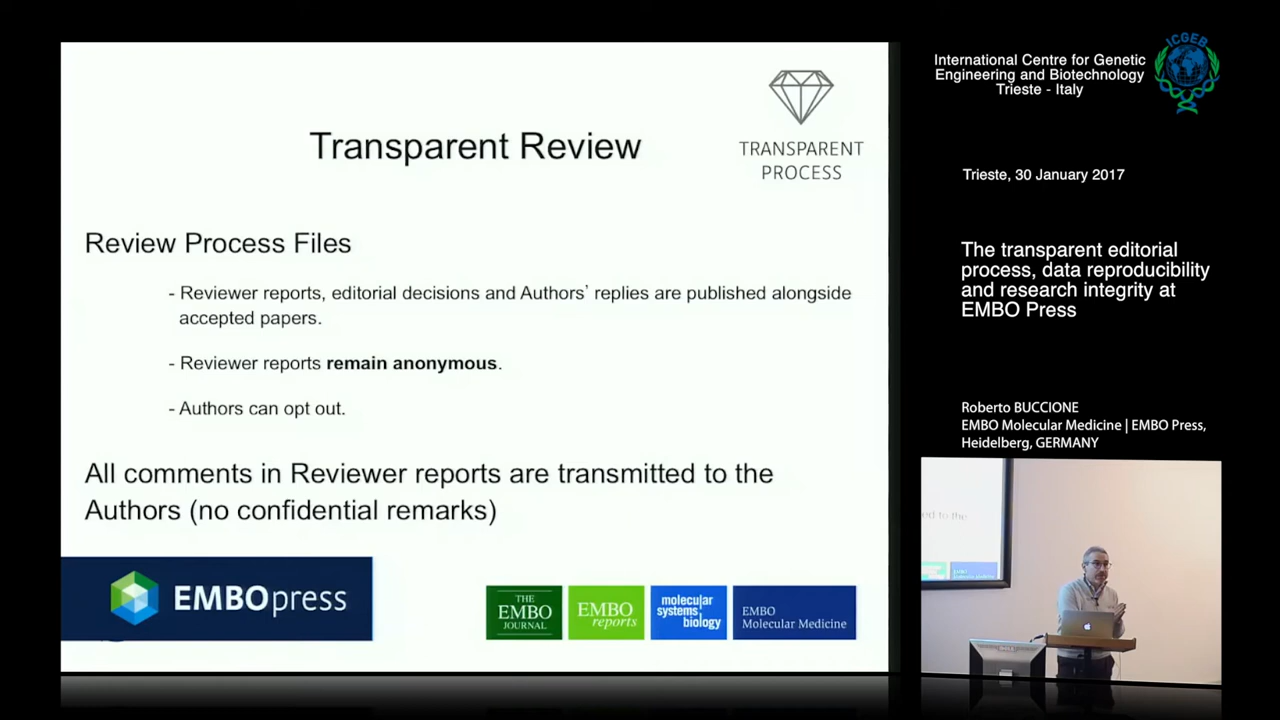 Transparent Review
TRANSPARENT
PROCESS
Review Process Files
- Reviewer reports, editorial decisions and Authors' replies are published alongside
accepted papers.
- Reviewer reports remain anonymous.
- Authors can opt out.
All comments in Reviewer reports are transmitted to the
Authors (no confidential remarks)
EMBOpress
THE
EMBO
JOURNAL
EMBO
reports
molecular
systems
biology
EMBO
Molecular Medicine
International Centre for Genetic
Engineering and Biotechnology
Trieste - Italy
ICGEB
Trieste, 30 January 2017
The transparent editorial
process, data reproducibility
and research integrity at
EMBO Press
Roberto BUCCIONE
EMBO Molecular Medicine | EMBO Press,
Heidelberg, GERMANY
ed to the